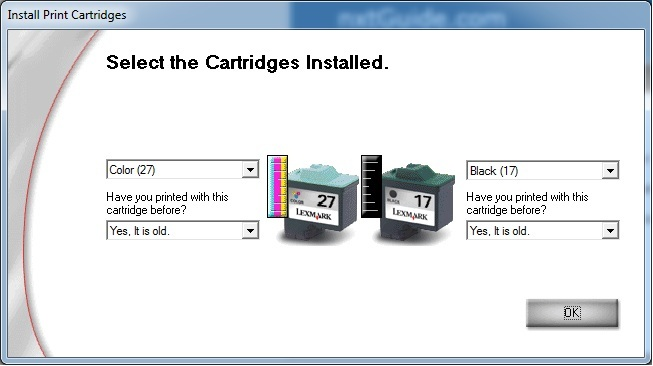 Install Print Cartridges
nxtGuide.com
Select the Cartridges Installed.
Color (27)
Have you printed with this
cartridge before?
Yes, It is old.
COLOR 27
LEXMARK
BLACK 17
LEXMARK
Black (17)
Have you printed with this
cartridge before?
Yes, It is old.
OK